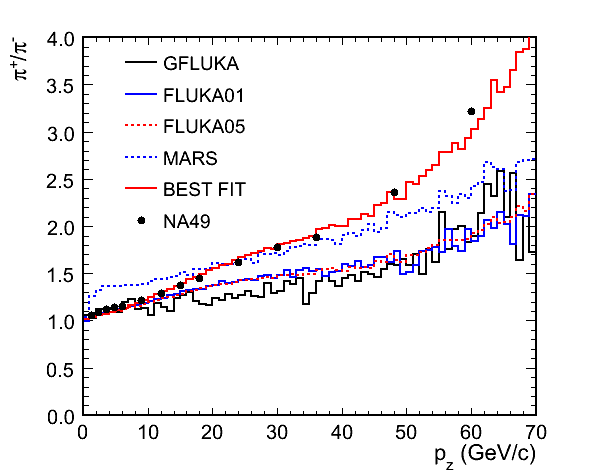 π+/π-
4.0
3.5
3.0
2.5
2.0
1.5
1.0
0.5
0.0
GFLUKA
FLUKA01
FLUKA05
MARS
BEST FIT
NA49
0 10 20 30 40 50 60 70
pz (GeV/c)